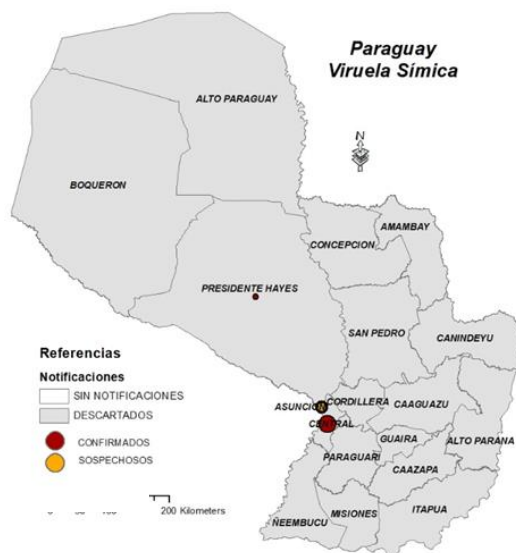 Paraguay
Viruela Símica
N
ALTO PARAGUAY
BOQUERON
AMAMBAY
CONCEPCION
PRESIDENTE HAYES
SAN PEDRO
CANINDEYU
Referencias
Notificaciones
SIN NOTIFICACIONES
DESCARTADOS
CONFIRMADOS
SOSPECHOSOS
ASUNCION
CORDILLERA
CAAGUAZU
CENTRAL
GUAIRA
ALTO PARANA
PARAGUARI
CAAZAPA
ITAPUA
ÑEEMBUCU
MISIONES
200 Kilometers